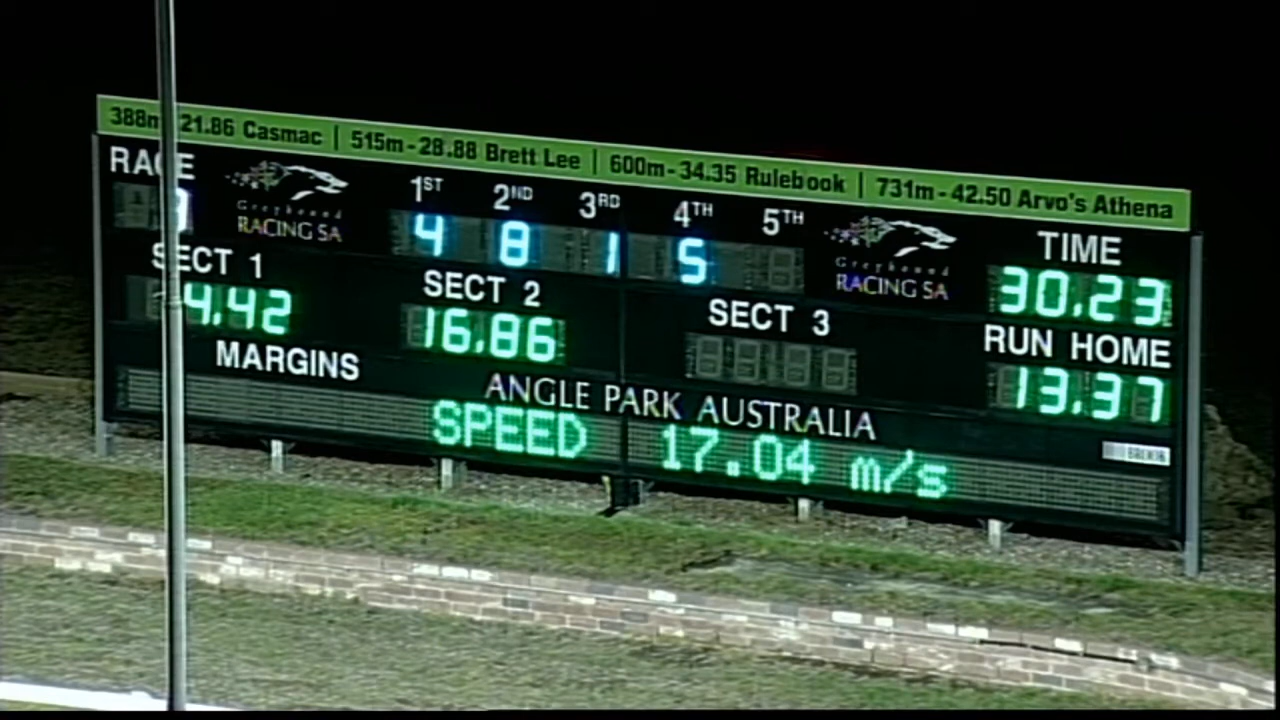 388m-21.86 Casmac | 515m-28.88 Brett Lee | 600m-34.35 Rulebook | 731m-42.50 Arvo's Athena
RACE
Greyhound
RACING SA
1ST 2ND 3RD 4TH 5TH
4 8 1 5
Greyhound
RACING SA
TIME
30.23
SECT 1
4.42
SECT 2
16.86
SECT 3
RUN HOME
13.37
MARGINS
ANGLE PARK AUSTRALIA
SPEED 17.04 m/s